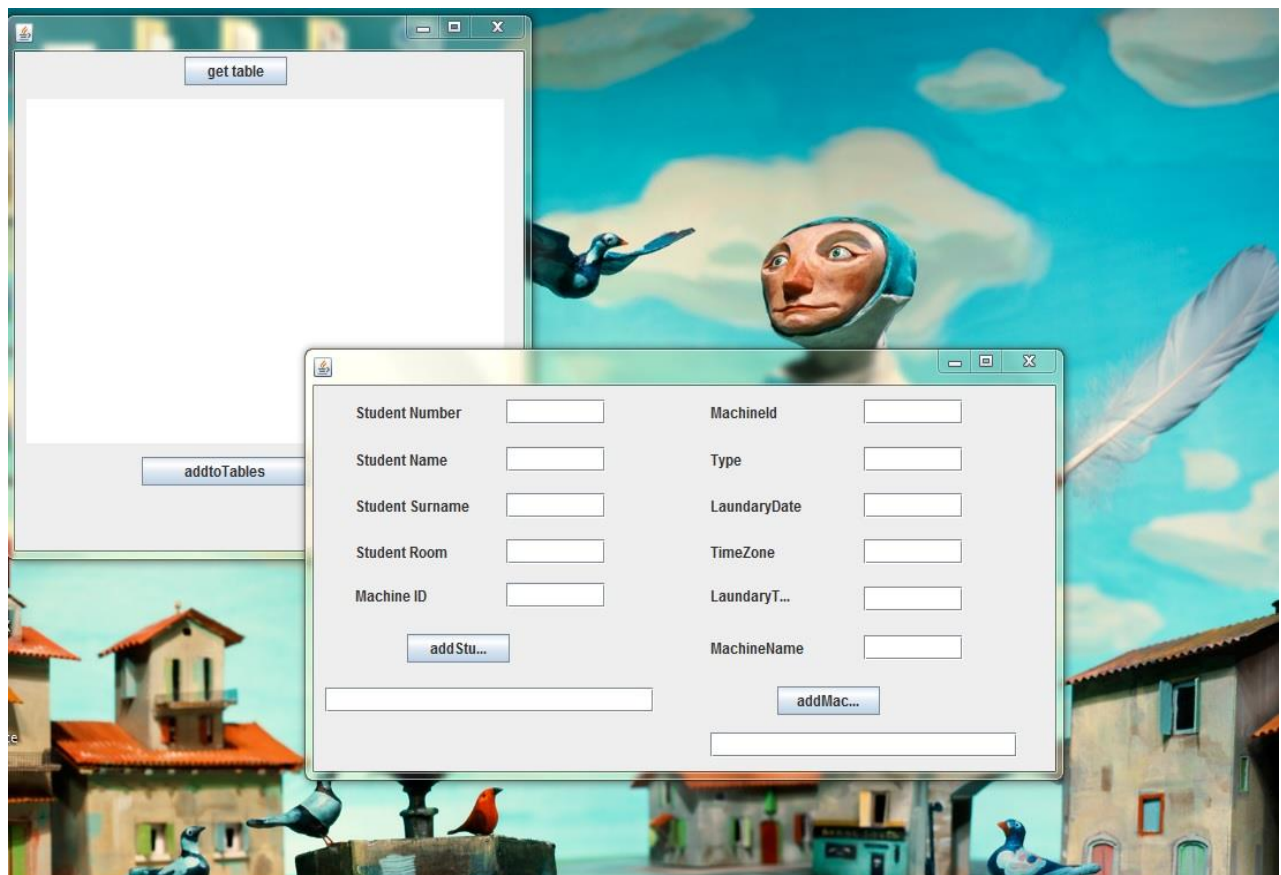 get table
addtoTables
Student Number
Student Name
Student Surname
Student Room
Machine ID
addStu...
MachineId
Type
LaundaryDate
TimeZone
LaundaryT...
MachineName
addMac...